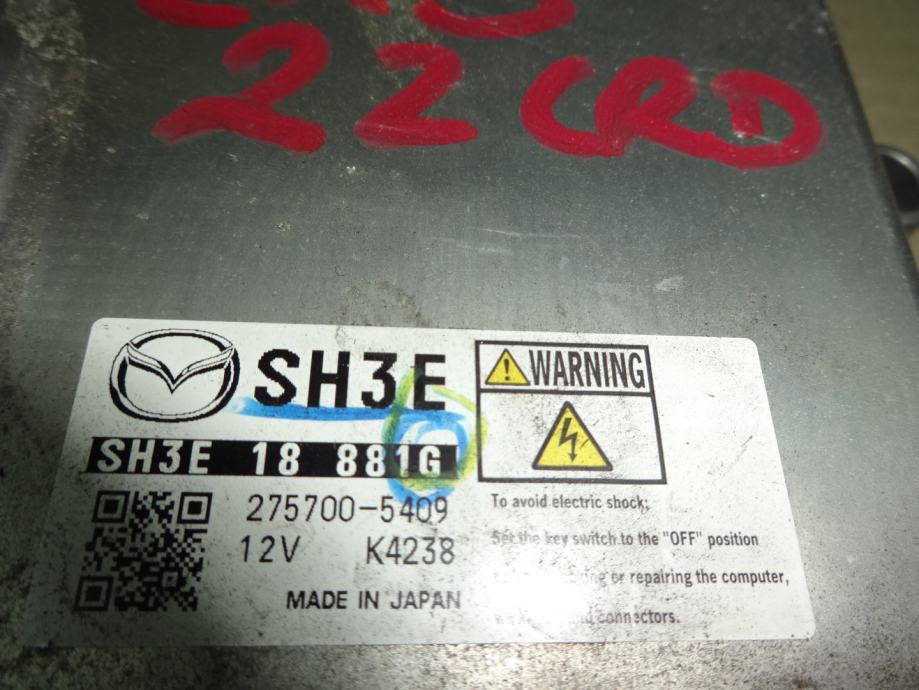 22 CRD
SH3E
SH3E 18 881G
275700-5409
12V K4238
MADE IN JAPAN
WARNING
To avoid electric shock;
Set the key switch to the "OFF" position
or repairing the computer,
and connectors.